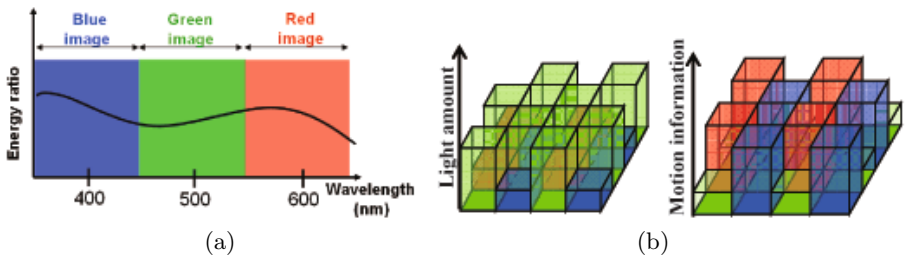 Blue image
Green image
Red image
Energy ratio
400
500
600
Wavelength (nm)
(a)
Light amount
Motion information
(b)